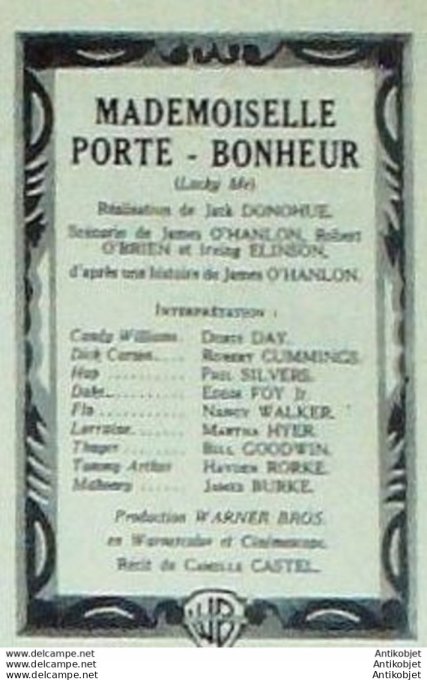 MADEMOISELLE
PORTE - BONHEUR
(Lucky Me)
Réalisation de Jack DONOHUE.
Scénario de James O'HANLON, Robert
O'BRIEN et Irving ELINSON,
d'après une histoire de James O'HANLON.
INTERPRÉTATION :
Candy Williams. DORIS DAY.
Dick Carson..... ROBERT CUMMINGS.
Hap .......... PHIL SILVERS.
Duke.......... EDDIE FOY Jr.
Flo .......... NANCY WALKER.
Lorraine........ MARTHA HYER.
Thayer ........ BILL GOODWIN.
Tommy Arthur HAYDEN RORKE.
Mahoney ...... JAMES BURKE.
Production WARNER BROS.
en Warnercolor et Cinémascope.
Récit de CAMILLE CASTEL.
WB
www.delcampe.net Antikobjet
www.delcampe.net Antikobjet
www.delcampe.net Antikobjet